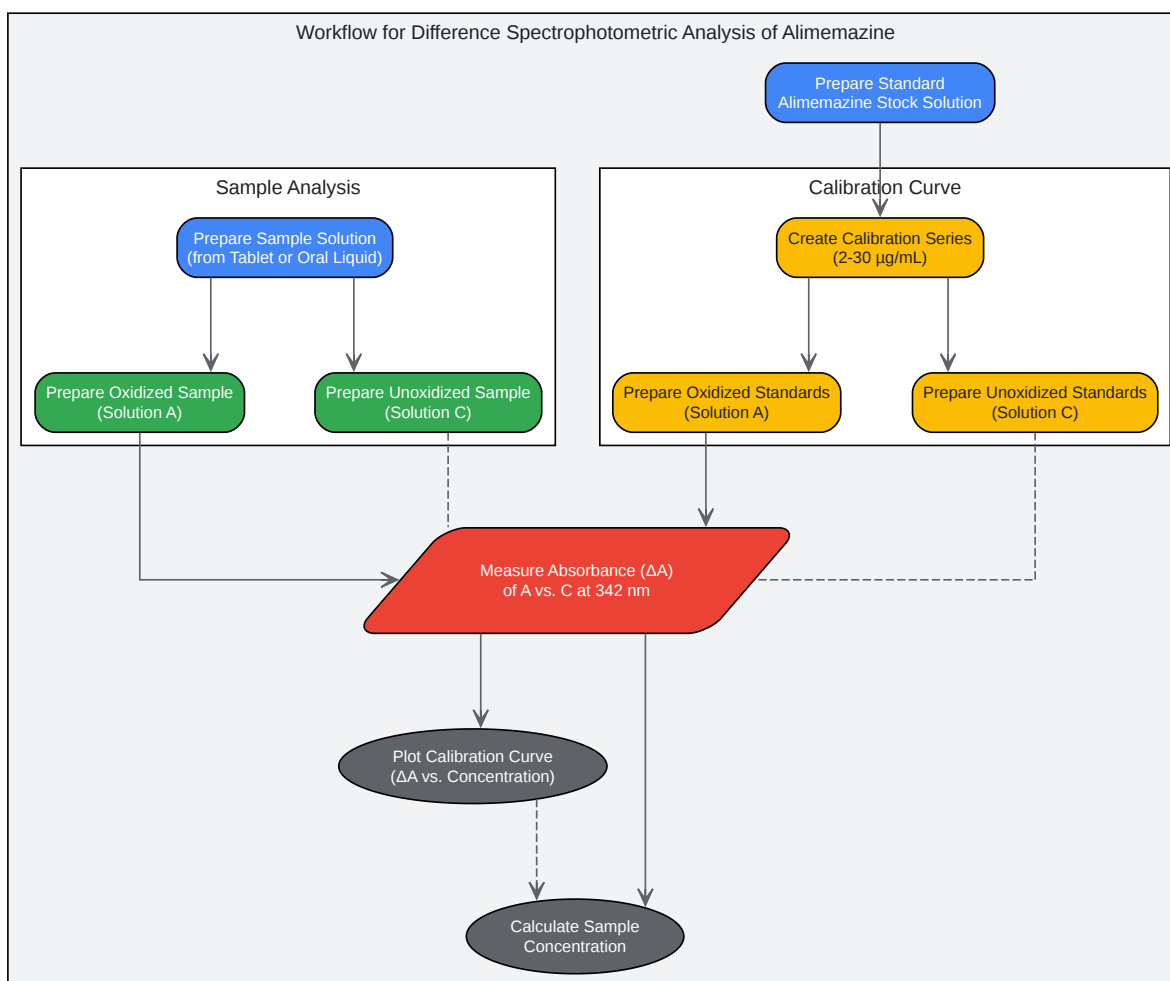 Workflow for Difference Spectrophotometric Analysis of Alimemazine
Prepare Standard
Alimemazine Stock Solution
Sample Analysis
Calibration Curve
Prepare Sample Solution
(from Tablet or Oral Liquid)
Create Calibration Series
(2-30 µg/mL)
Prepare Oxidized Sample
(Solution A)
Prepare Unoxidized Sample
(Solution C)
Prepare Oxidized Standards
(Solution A)
Prepare Unoxidized Standards
(Solution C)
Measure Absorbance (ΔA)
of A vs. C at 342 nm
Plot Calibration Curve
(ΔA vs. Concentration)
Calculate Sample
Concentration